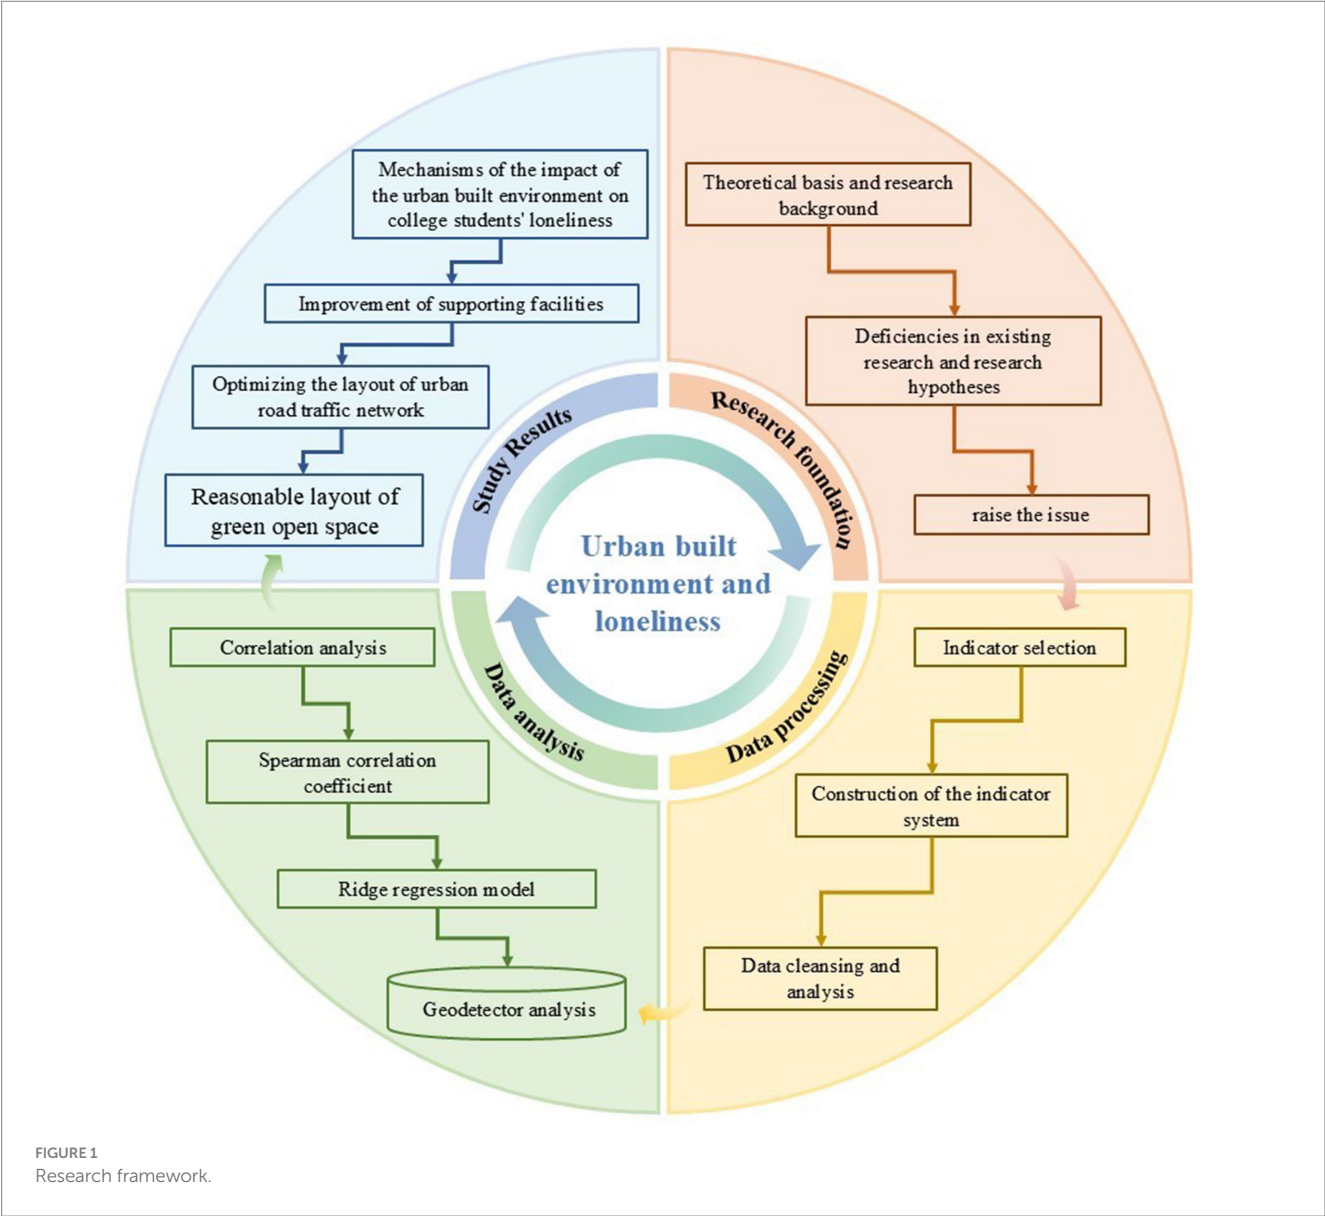 Mechanisms of the impact of
the urban built environment on
college students' loneliness
Improvement of supporting facilities
Optimizing the layout of urban
road traffic network
Reasonable layout of
green open space
Theoretical basis and research
background
Deficiencies in existing
research and research
hypotheses
raise the issue
Study Results
Research foundation
Urban built
environment and
loneliness
Data analysis
Data processing
Correlation analysis
Spearman correlation
coefficient
Ridge regression model
Geodetector analysis
Indicator selection
Construction of the indicator
system
Data cleansing and
analysis
FIGURE 1
Research framework.